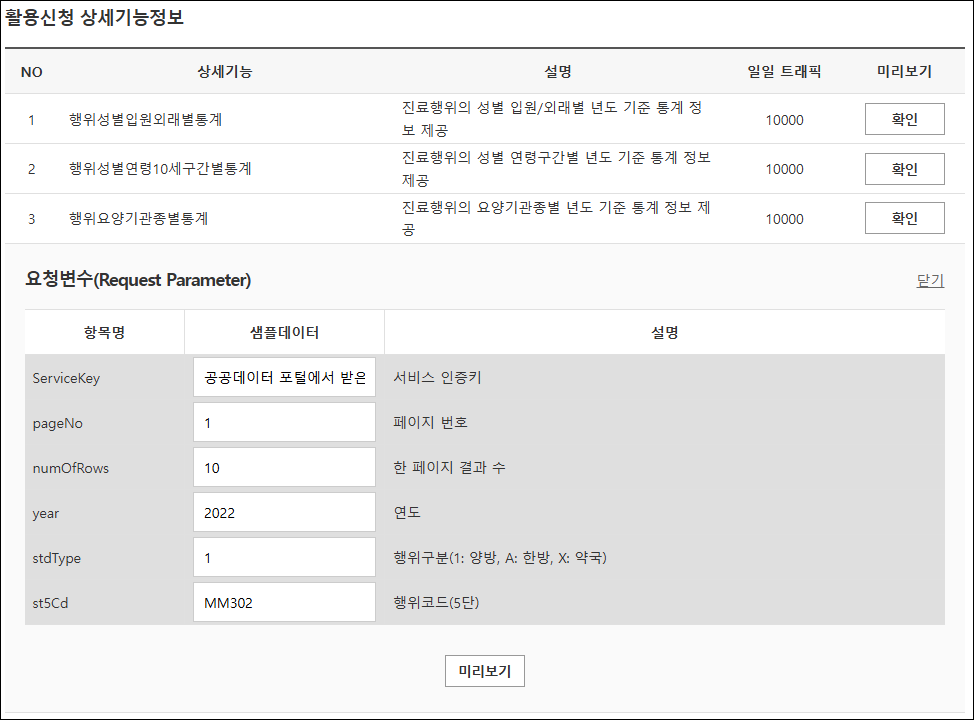 활용신청 상세기능정보
NO 상세기능 설명 일일 트래픽 미리보기
1 행위성별입원외래별통계 진료행위의 성별 입원/외래별 년도 기준 통계 정
보 제공 10000 확인
2 행위성별연령10세구간별통계 진료행위의 성별 연령구간별 년도 기준 통계 정보
제공 10000 확인
3 행위요양기관종별통계 진료행위의 요양기관종별 년도 기준 통계 정보 제
공 10000 확인
요청변수(Request Parameter) 닫기
항목명 샘플데이터 설명
ServiceKey 공공데이터 포털에서 받은 서비스 인증키
pageNo 1 페이지 번호
numOfRows 10 한 페이지 결과 수
year 2022 연도
stdType 1 행위구분(1: 양방, A: 한방, X: 약국)
st5Cd MM302 행위코드(5단)
미리보기